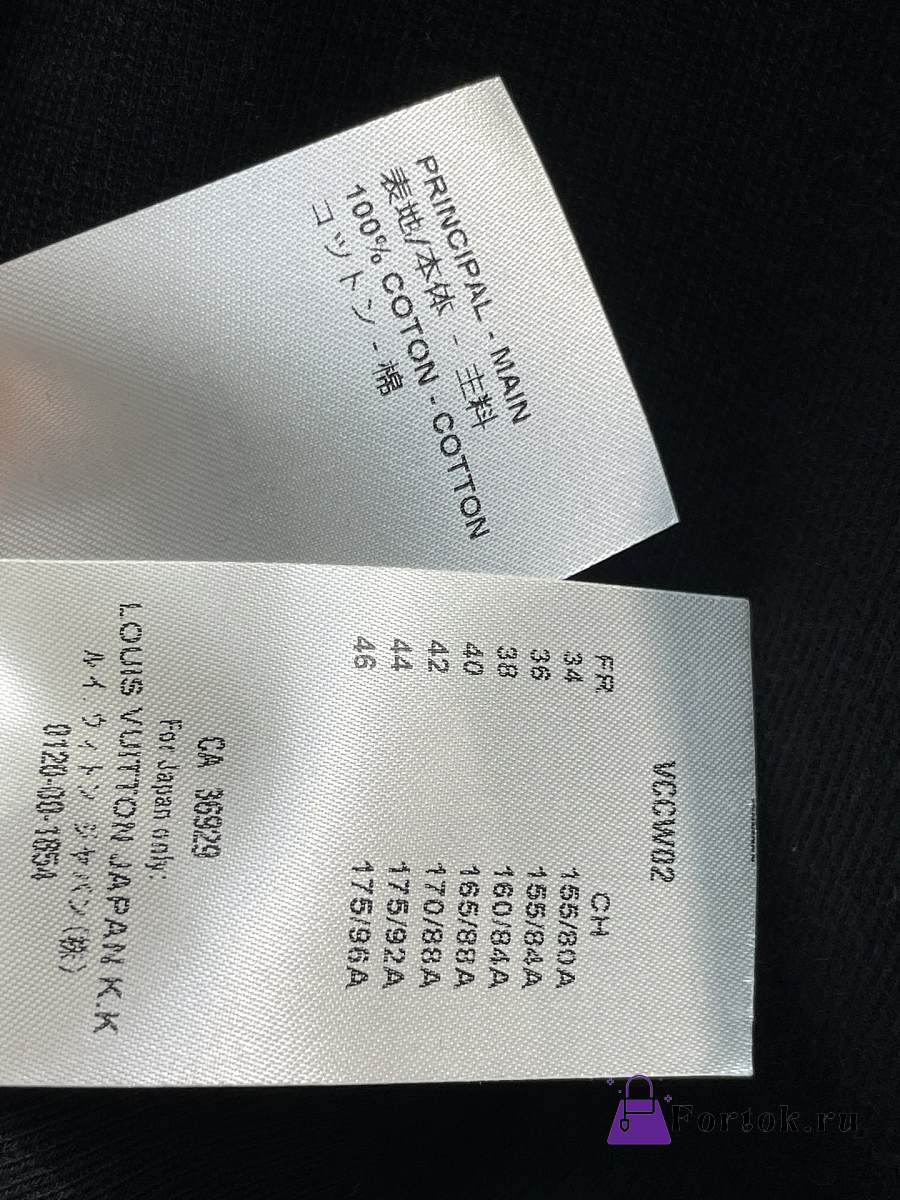 PRINCIPAL - MAIN
表地/本体 - 主料
100% COTON - COTTON
コットン - 棉
VCCW02
FR CH
34 155/80A
36 155/84A
38 160/84A
40 165/88A
42 170/88A
44 175/92A
46 175/96A
CA 36929
For Japan only:
LOUIS VUITTON JAPAN K.K
ルイ・ヴィトン ジャパン(株)
0120-00-1854
Fortok.ru